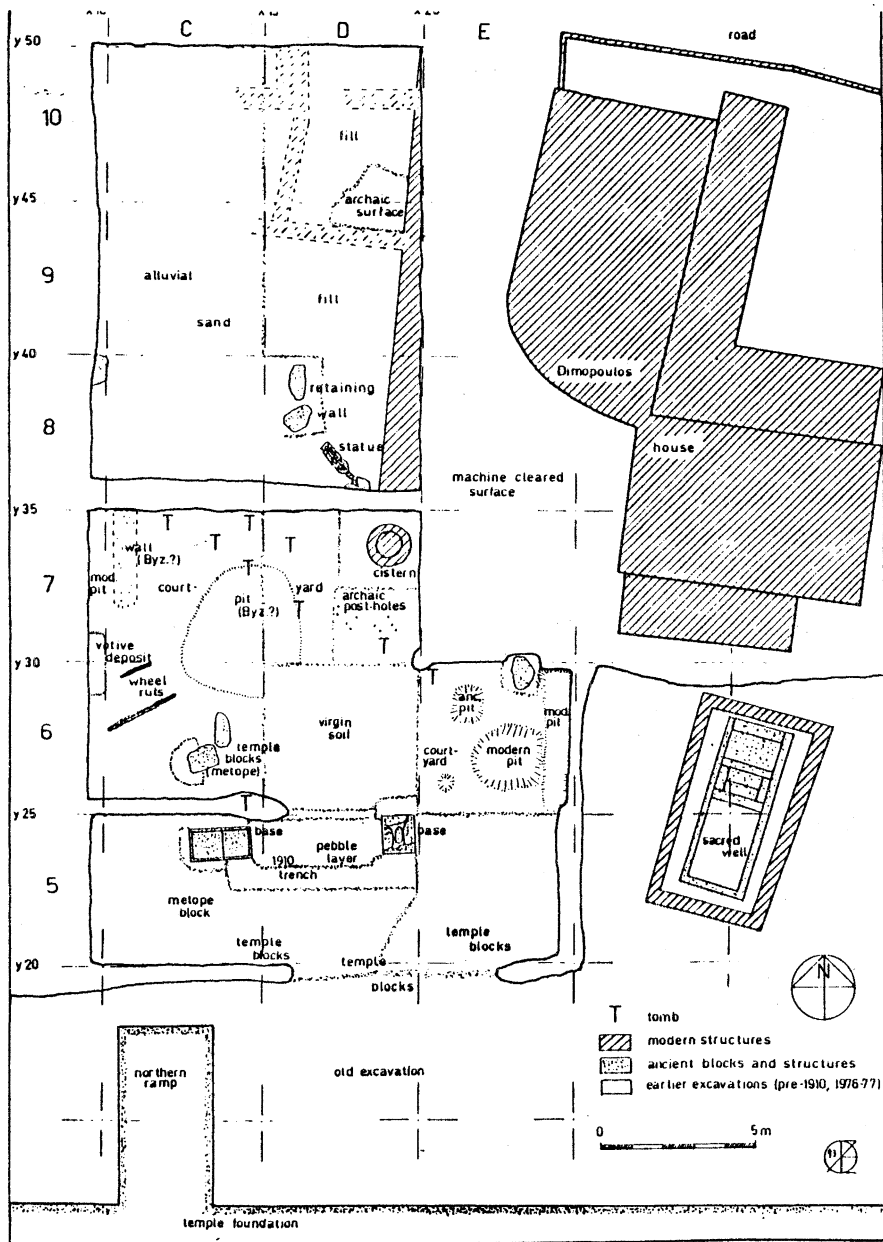 C
D
E
x20
y 50
10
y 45
9
y 40
8
y 35
7
y 30
6
y 25
5
y 20
road
fill
archaic
surface
alluvial
sand
fill
retaining
wall
statue
Dimopoulos
house
machine cleared
surface
T
T
T
T
T
T
T
T
T
wall
(Byz.?)
mod.
pit
court-
yard
pit
(Byz.?)
cistern
archaic
post-holes
votive
deposit
wheel
ruts
virgin
soil
temple
blocks
(metope)
anc.
pit
mod.
pit
court-
yard
modern
pit
sacred
well
base
base
pebble
layer
1910
trench
metope
block
temple
blocks
temple
blocks
temple
blocks
N
T tomb
modern structures
ancient blocks and structures
earlier excavations (pre-1910, 1976-77)
0 5m
northern
ramp
old excavation
temple foundation